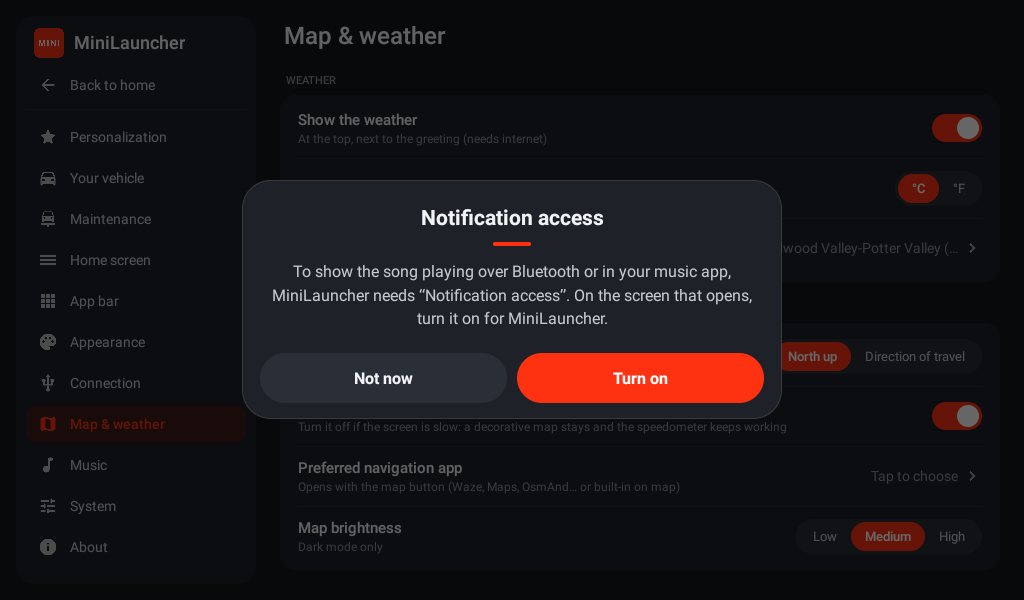 MINI
MiniLauncher
Back to home
Personalization
Your vehicle
Maintenance
Home screen
App bar
Appearance
Connection
Map & weather
Music
System
About
Map & weather
WEATHER
Show the weather
At the top, next to the greeting (needs internet)
°C °F
Valley-Potter Valley (…
Notification access
To show the song playing over Bluetooth or in your music app,
MiniLauncher needs “Notification access”. On the screen that opens,
turn it on for MiniLauncher.
Not now
Turn on
North up
Direction of travel
Turn it off if the screen is slow: a decorative map stays and the speedometer keeps working
Preferred navigation app
Opens with the map button (Waze, Maps, OsmAnd… or built-in on map)
Tap to choose
Map brightness
Dark mode only
Low Medium High